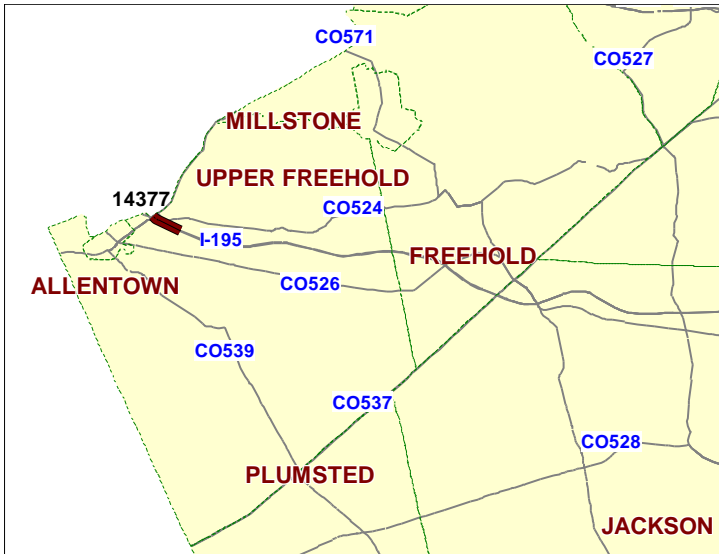 CO571
CO527
MILLSTONE
UPPER FREEHOLD
14377
CO524
I-195
FREEHOLD
ALLENTOWN
CO526
CO539
CO537
CO528
PLUMSTED
JACKSON